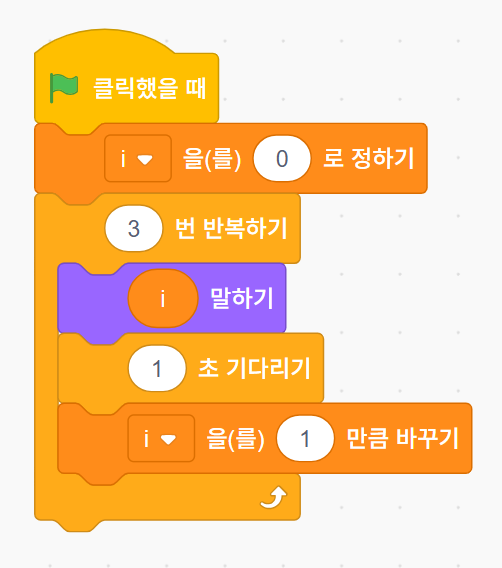 클릭했을 때
i 을(를) 0 로 정하기
3 번 반복하기
i 말하기
1 초 기다리기
i 을(를) 1 만큼 바꾸기